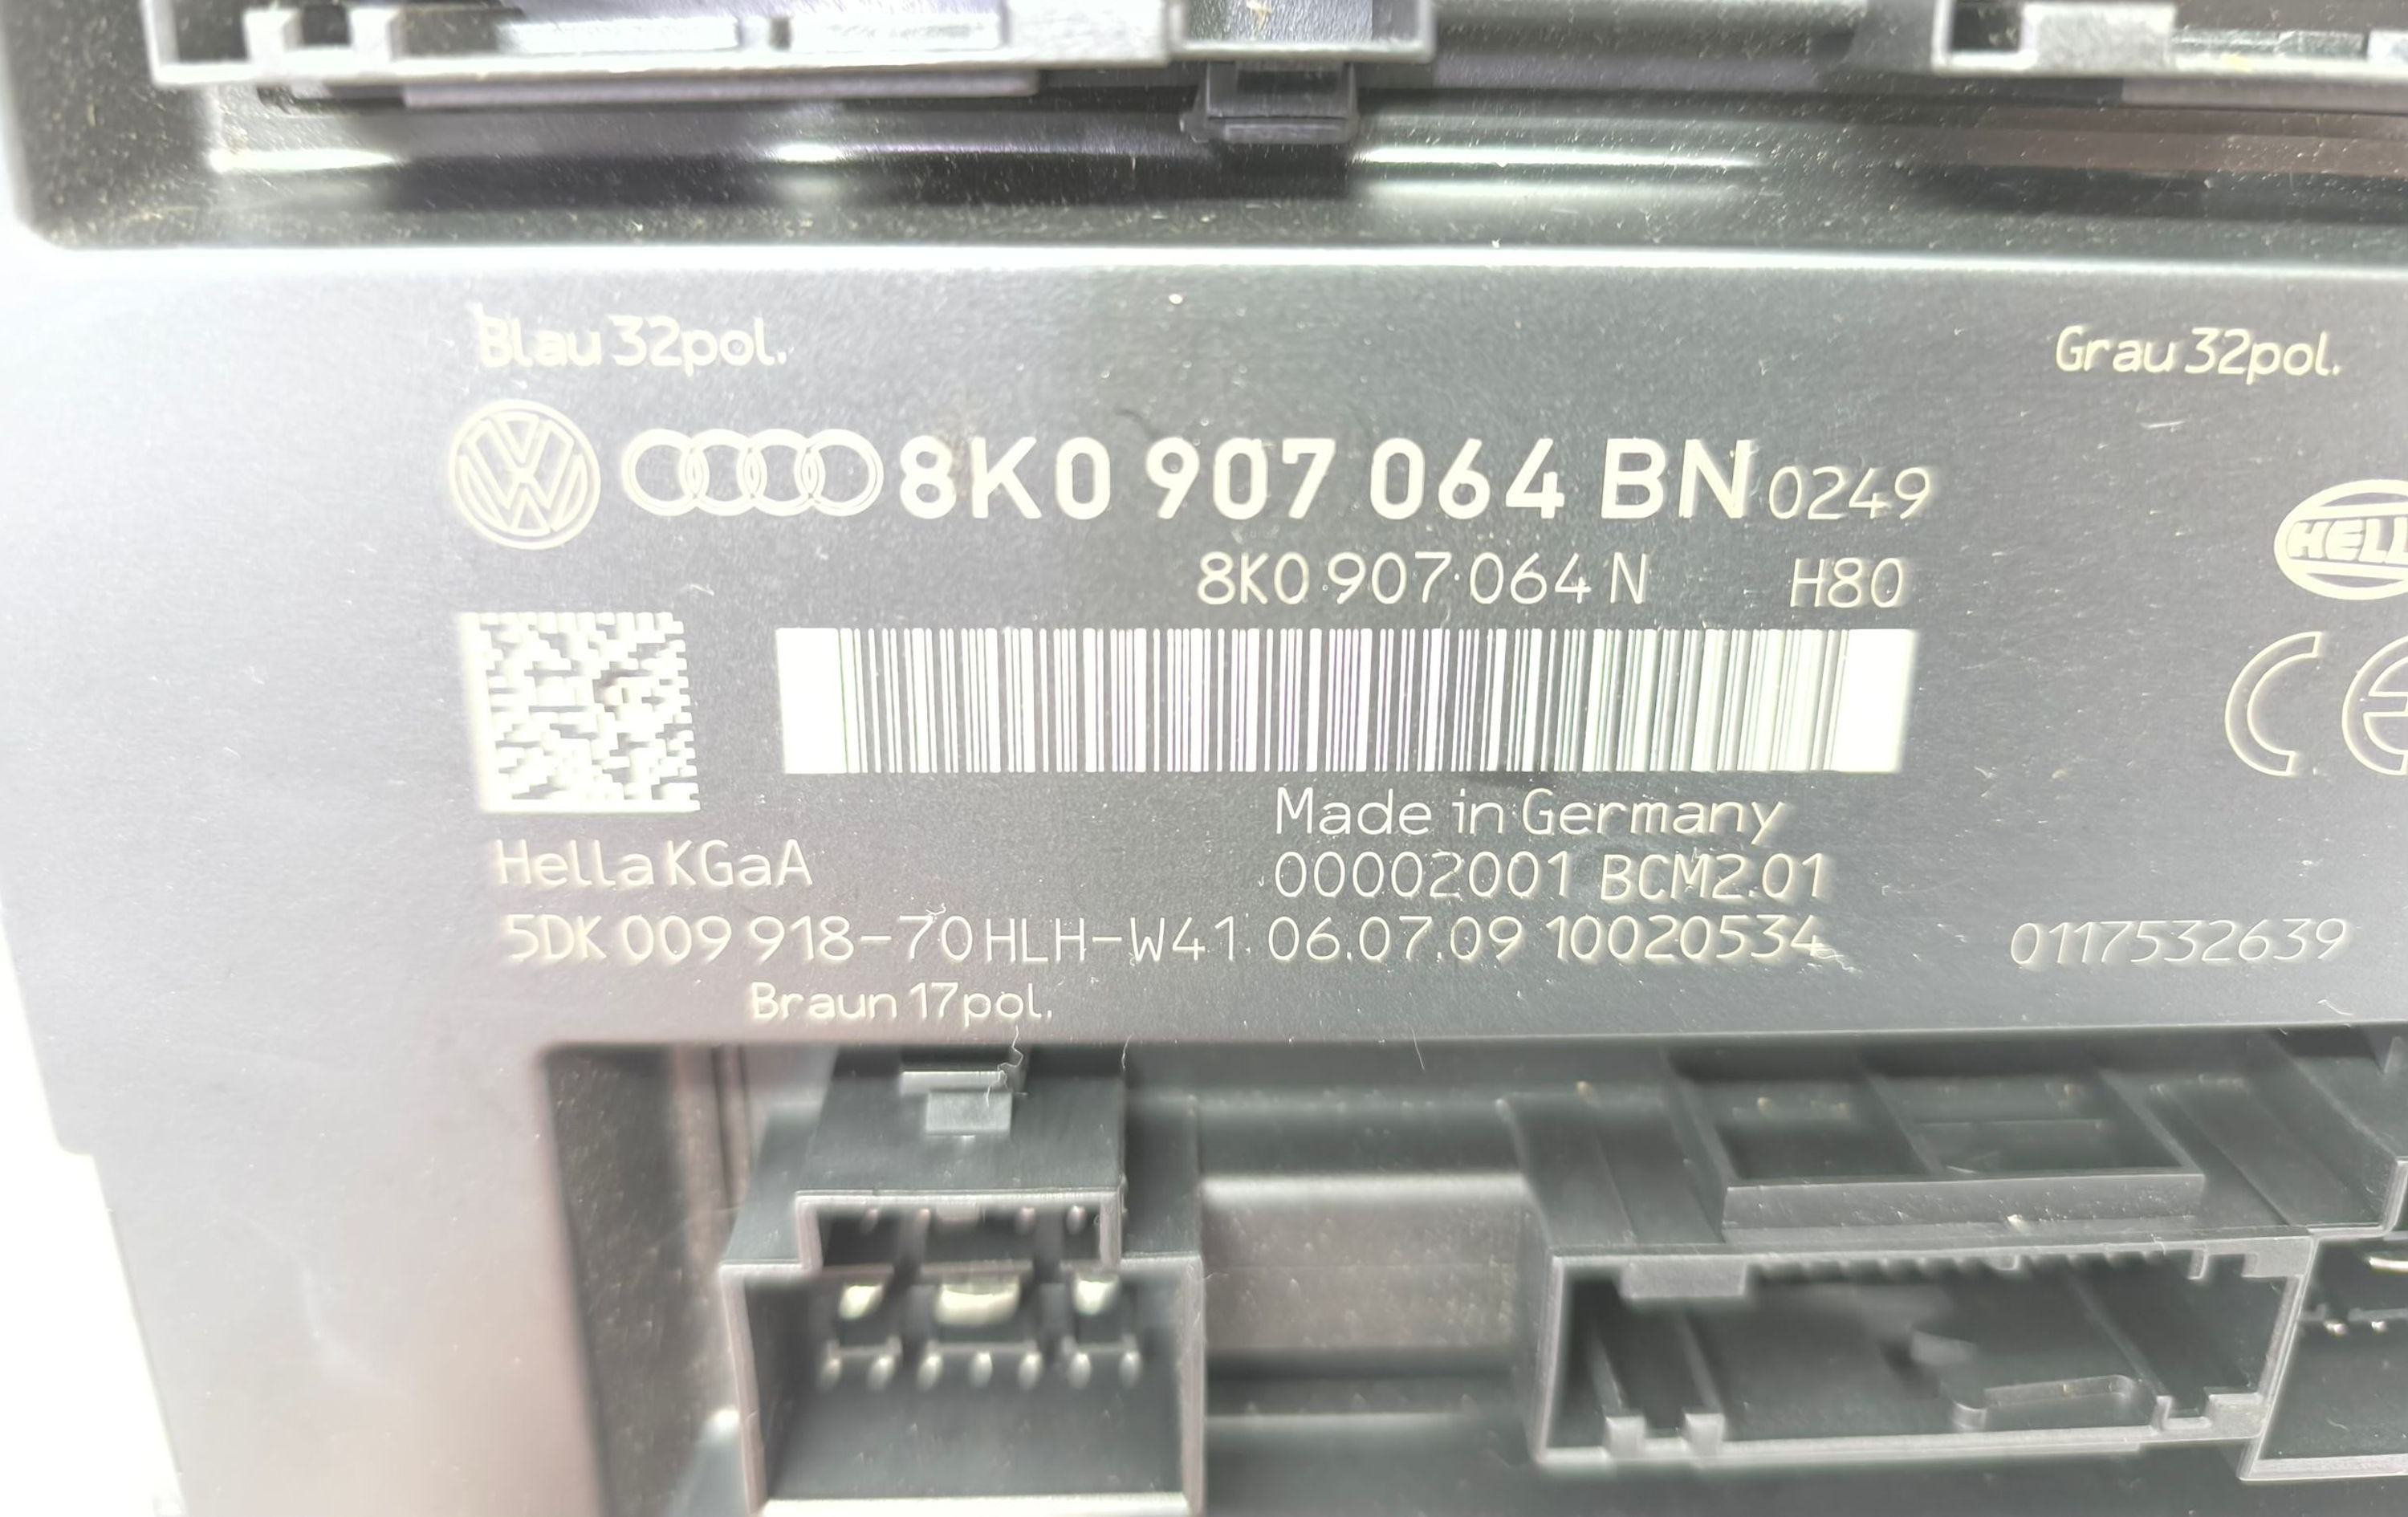 Blau 32pol.
Grau 32pol.
8K0 907 064 BN 0249
8K0 907 064 N H80
Made in Germany
Hella KGaA
00002001 BCM2.01
5DK 009 918-70 HLH-W41 06.07.09 10020534 0117532639
Braun 17pol.